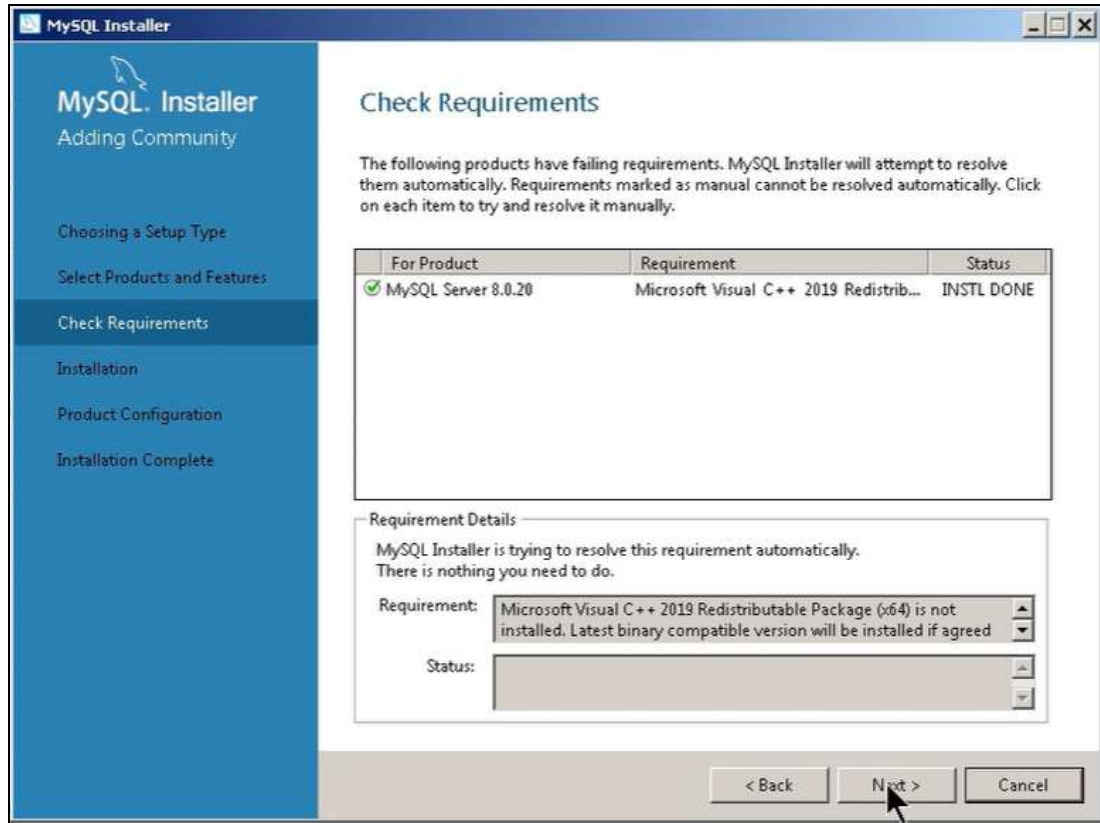 MySQL Installer
MySQL. Installer
Adding Community
Choosing a Setup Type
Select Products and Features
Check Requirements
Installation
Product Configuration
Installation Complete
Check Requirements
The following products have failing requirements. MySQL Installer will attempt to resolve
them automatically. Requirements marked as manual cannot be resolved automatically. Click
on each item to try and resolve it manually.
For Product Requirement Status
MySQL Server 8.0.20 Microsoft Visual C++ 2019 Redistrib... INSTL DONE
Requirement Details
MySQL Installer is trying to resolve this requirement automatically.
There is nothing you need to do.
Requirement: Microsoft Visual C++ 2019 Redistributable Package (x64) is not
installed. Latest binary compatible version will be installed if agreed
Status:
< Back Next > Cancel